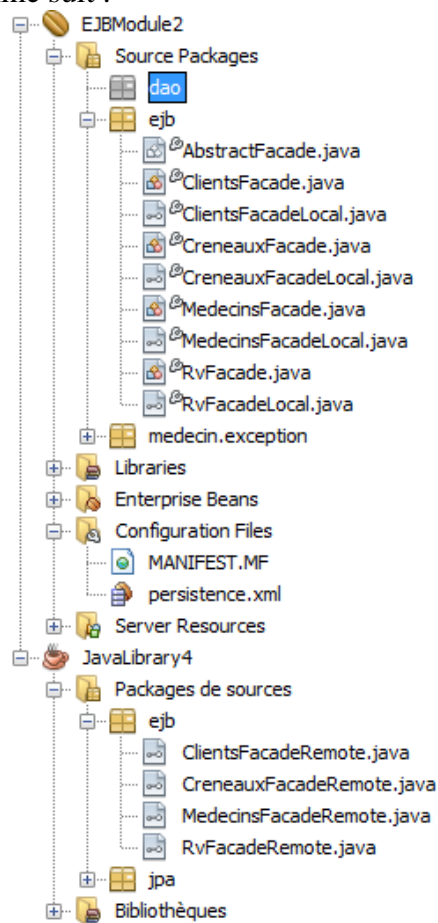 EJBModule2
Source Packages
dao
ejb
AbstractFacade.java
ClientsFacade.java
ClientsFacadeLocal.java
CreneauxFacade.java
CreneauxFacadeLocal.java
MedecinsFacade.java
MedecinsFacadeLocal.java
RvFacade.java
RvFacadeLocal.java
medecin.exception
Libraries
Enterprise Beans
Configuration Files
MANIFEST.MF
persistence.xml
Server Resources
JavaLibrary4
Packages de sources
ejb
ClientsFacadeRemote.java
CreneauxFacadeRemote.java
MedecinsFacadeRemote.java
RvFacadeRemote.java
jpa
Bibliothèques